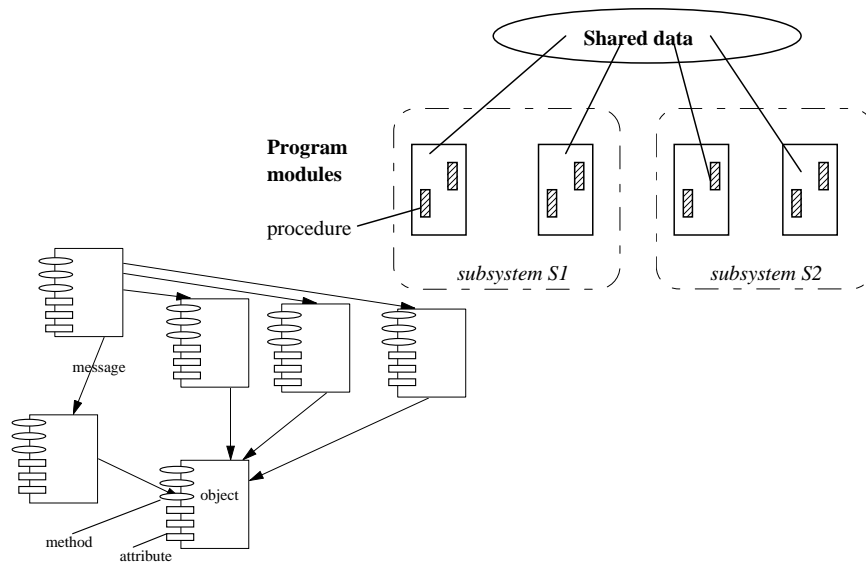 Shared data
Program
modules
procedure
subsystem S1
subsystem S2
message
object
method
attribute